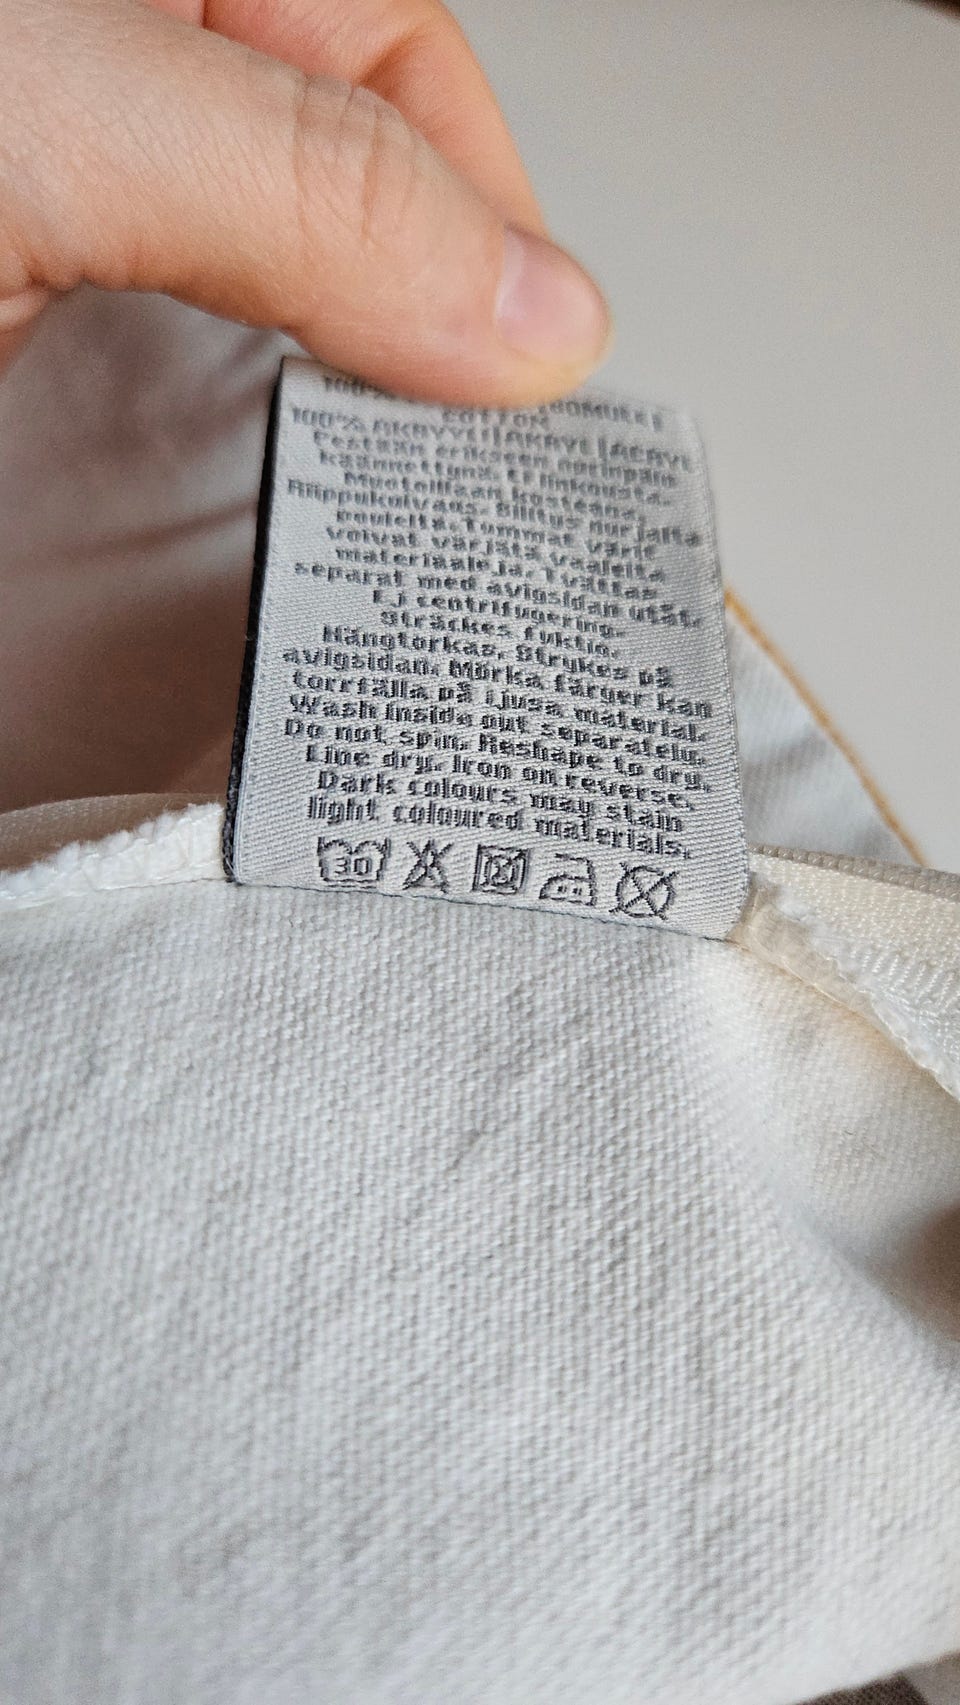 100%
COTTON
100% AKRYYLI|AKRYL|ACRYL
Pestään erikseen nurinpäin
käännettynä. Ei linkousta.
Muotoillaan kosteana.
Riippukuivaus. Silitys nurjalta
puolelta. Tummat värit
voivat värjätä vaaleita
materiaaleja. Tvättas
separat med avigsidan utåt.
Ej centrifugering.
Sträckes fuktig.
Hängtorkas. Strykes på
avigsidan. Mörka färger kan
torrfälla på ljusa material.
Wash inside out separately.
Do not spin. Reshape to dry.
Line dry. Iron on reverse.
Dark colours may stain
light coloured materials.
30